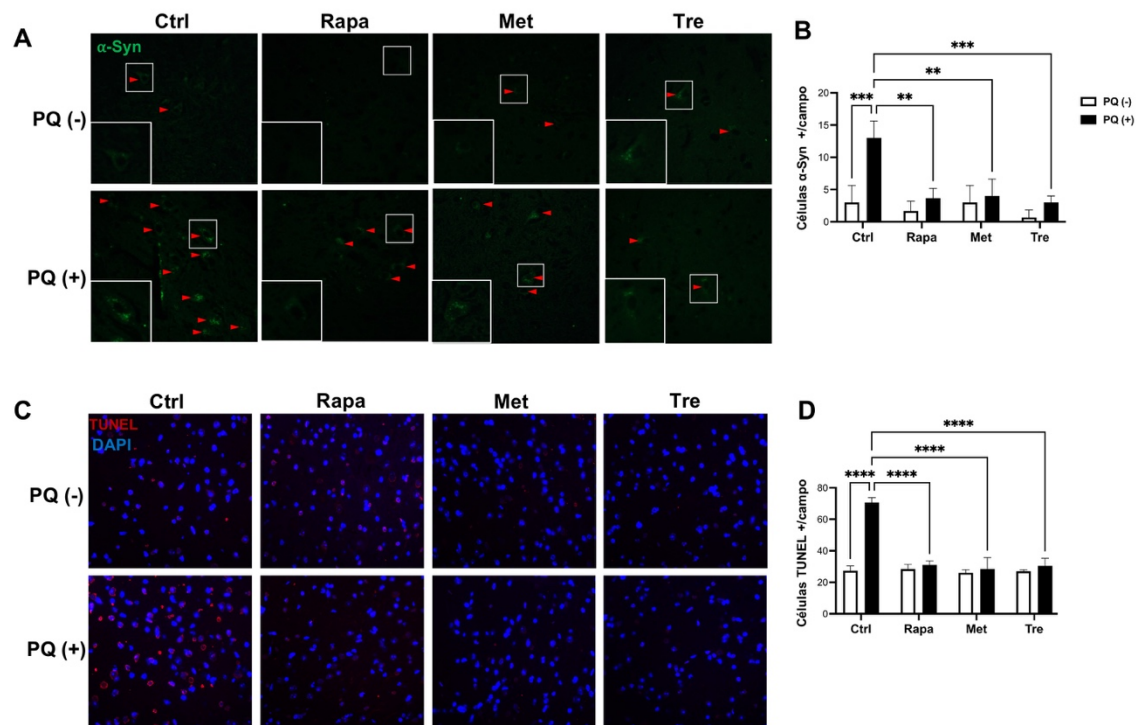 Ctrl Rapa Met Tre
A
α-Syn
PQ (-)
PQ (+)
B
***
**
*** **
Células α-Syn +/campo
20
15
10
5
0
Ctrl Rapa Met Tre
PQ (-)
PQ (+)
C
Ctrl Rapa Met Tre
TUNEL
DAPI
PQ (-)
PQ (+)
D
****
****
**** ****
Células TUNEL +/campo
80
60
40
20
0
Ctrl Rapa Met Tre